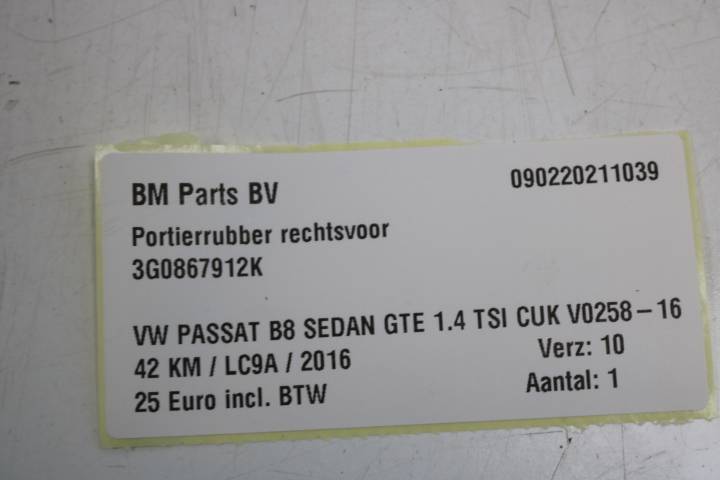 BM Parts BV
090220211039
Portierrubber rechtsvoor
3G0867912K
VW PASSAT B8 SEDAN GTE 1.4 TSI CUK V0258-16
42 KM / LC9A / 2016
Verz: 10
25 Euro incl. BTW
Aantal: 1